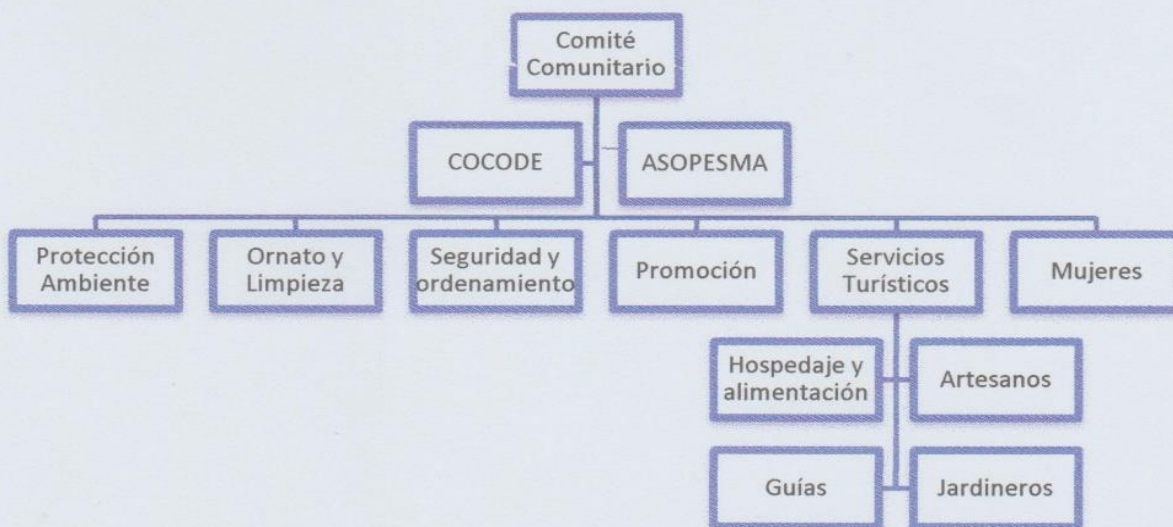 Comité
Comunitario
COCODE
ASOPESMA
Protección
Ambiente
Ornato y
Limpieza
Seguridad y
ordenamiento
Promoción
Servicios
Turísticos
Mujeres
Hospedaje y
alimentación
Artesanos
Guías
Jardineros